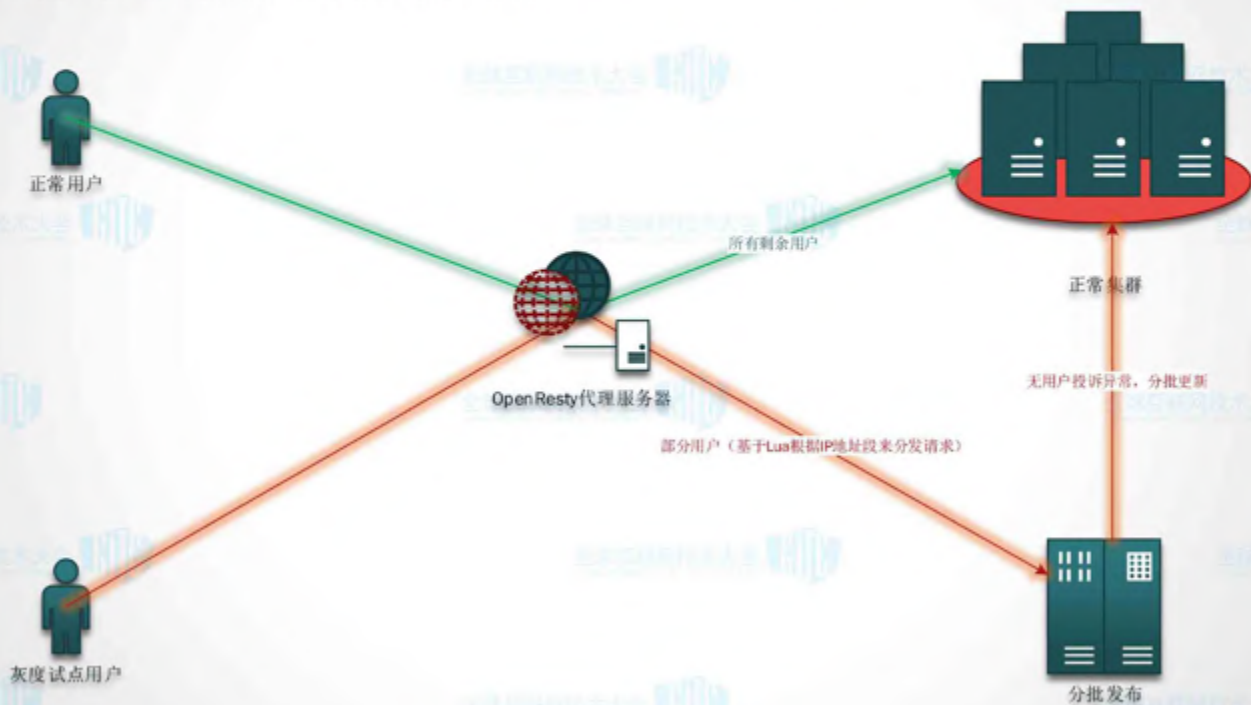 正常用户
所有剩余用户
正常集群
OpenResty代理服务器
无用户投诉异常，分批更新
部分用户（基于Lua根据IP地址段来分发请求）
灰度试点用户
分批发布